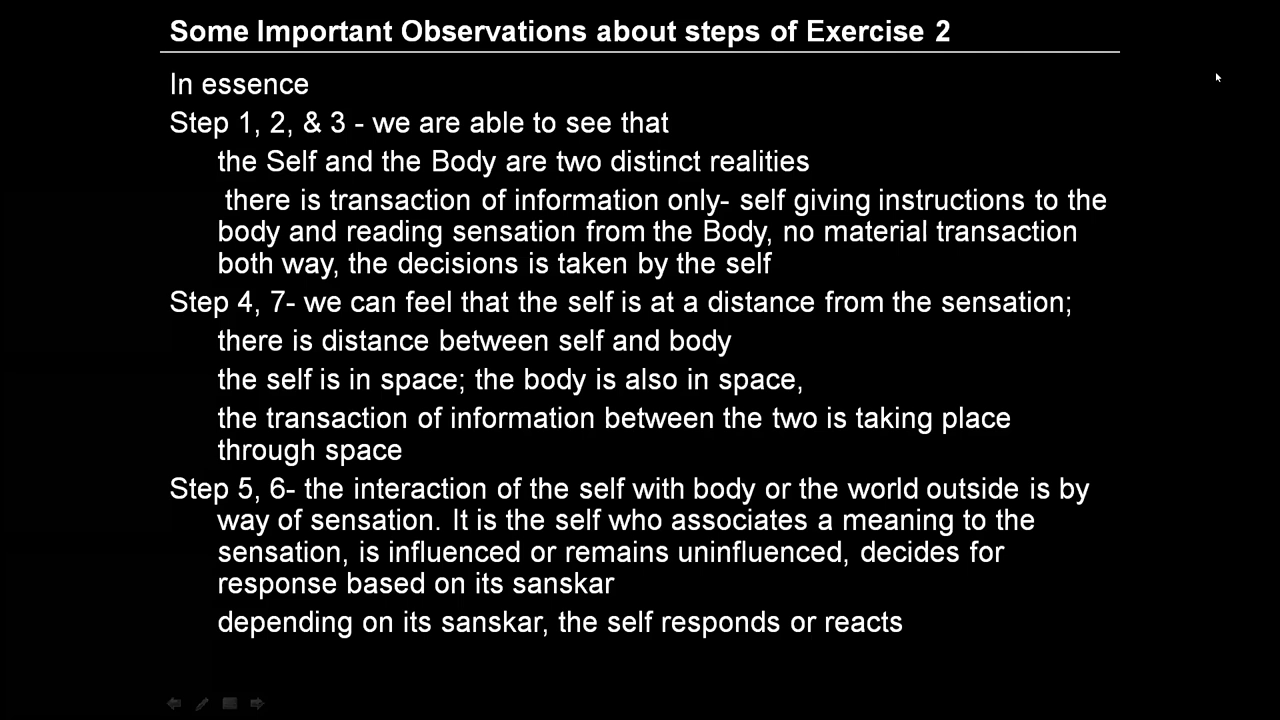 Some Important Observations about steps of Exercise 2
In essence
Step 1, 2, & 3 - we are able to see that
the Self and the Body are two distinct realities
there is transaction of information only- self giving instructions to the
body and reading sensation from the Body, no material transaction
both way, the decisions is taken by the self
Step 4, 7- we can feel that the self is at a distance from the sensation;
there is distance between self and body
the self is in space; the body is also in space,
the transaction of information between the two is taking place
through space
Step 5, 6- the interaction of the self with body or the world outside is by
way of sensation. It is the self who associates a meaning to the
sensation, is influenced or remains uninfluenced, decides for
response based on its sanskar
depending on its sanskar, the self responds or reacts